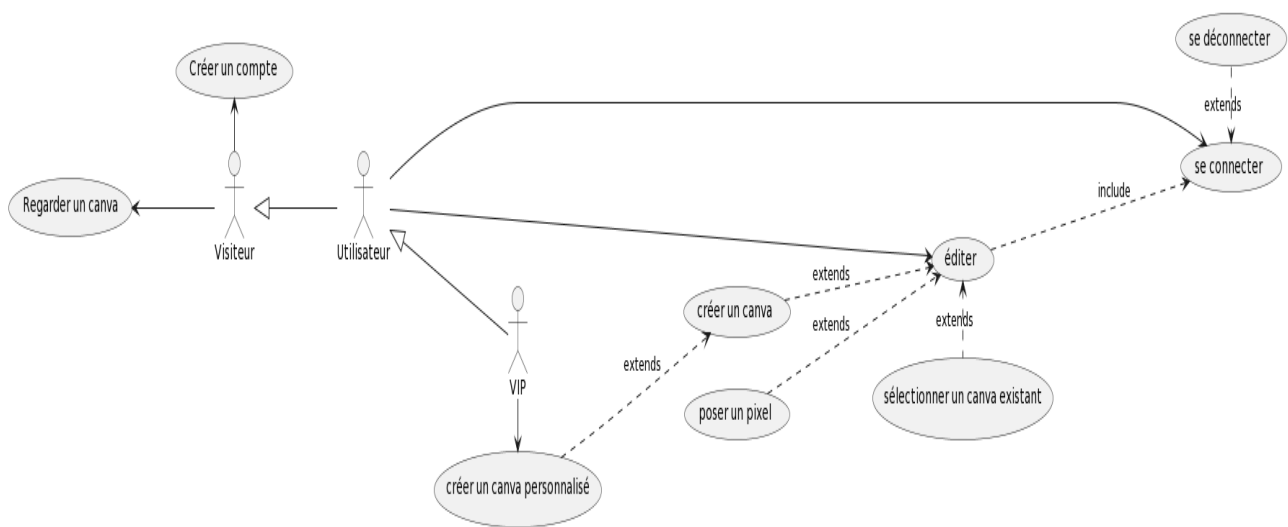 se déconnecter
Créer un compte
extends
se connecter
include
Regarder un canva
Visiteur
Utilisateur
éditer
extends
créer un canva
extends
extends
extends
VIP
sélectionner un canva existant
poser un pixel
créer un canva personnalisé